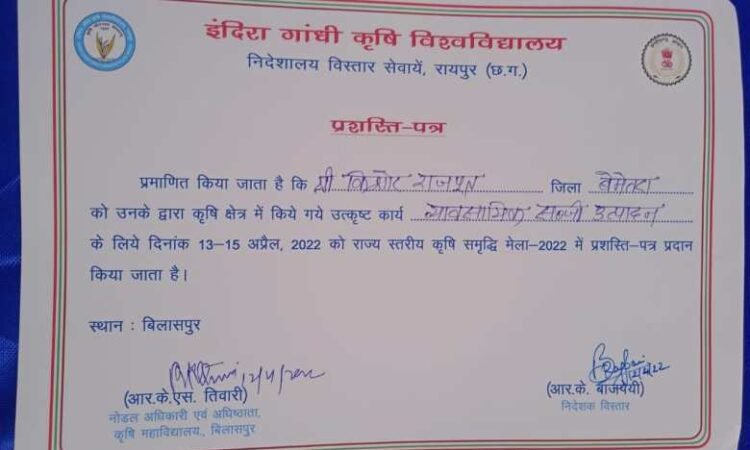 इंदिरा गांधी कृषि विश्वविद्यालय
निदेशालय विस्तार सेवायें, रायपुर (छ.ग.)
प्रशस्ति-पत्र
प्रमाणित किया जाता है कि श्री किशोर राजपूत जिला बेमेतरा
को उनके द्वारा कृषि क्षेत्र में किये गये उत्कृष्ट कार्य व्यावसायिक सब्जी उत्पादन
के लिये दिनांक 13-15 अप्रैल, 2022 को राज्य स्तरीय कृषि समृद्धि मेला-2022 में प्रशस्ति-पत्र प्रदान
किया जाता है।
स्थान : बिलासपुर
(आर.के.एस. तिवारी)
नोडल अधिकारी एवं अधिष्ठाता,
कृषि महाविद्यालय., बिलासपुर
(आर.के. बाजपेयी)
निदेशक विस्तार